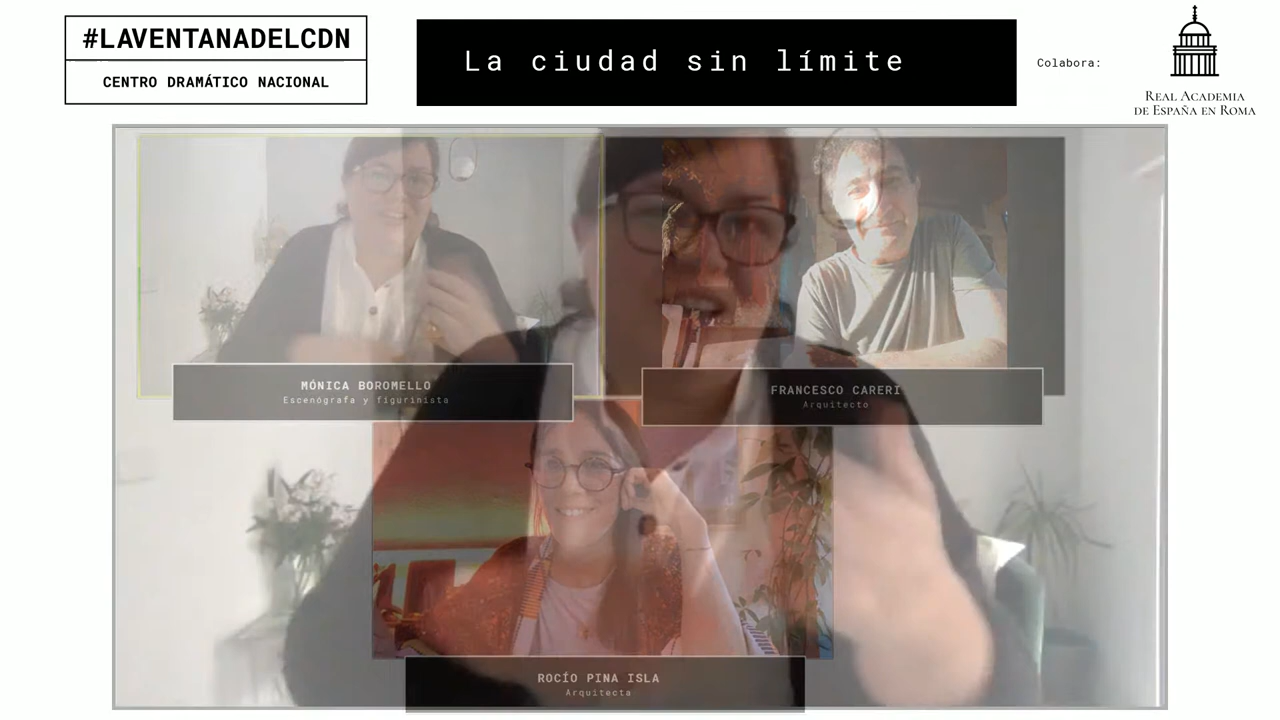 #LAVENTANADELCDN
CENTRO DRAMÁTICO NACIONAL
La ciudad sin límite
Colabora:
REAL ACADEMIA
DE ESPAÑA EN ROMA
MÓNICA BOROMELLO
Escenógrafa y figurinista
FRANCESCO CARERI
Arquitecto
ROCÍO PINA ISLA
Arquitecta